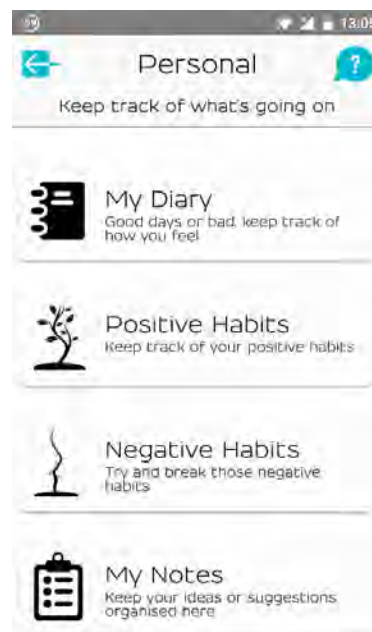 13:05
Personal
?
Keep track of what's going on
My Diary
Good days or bad, keep track of
how you feel
Positive Habits
Keep track of your positive habits
Negative Habits
Try and break those negative
habits
My Notes
Keep your ideas or suggestions
organised here